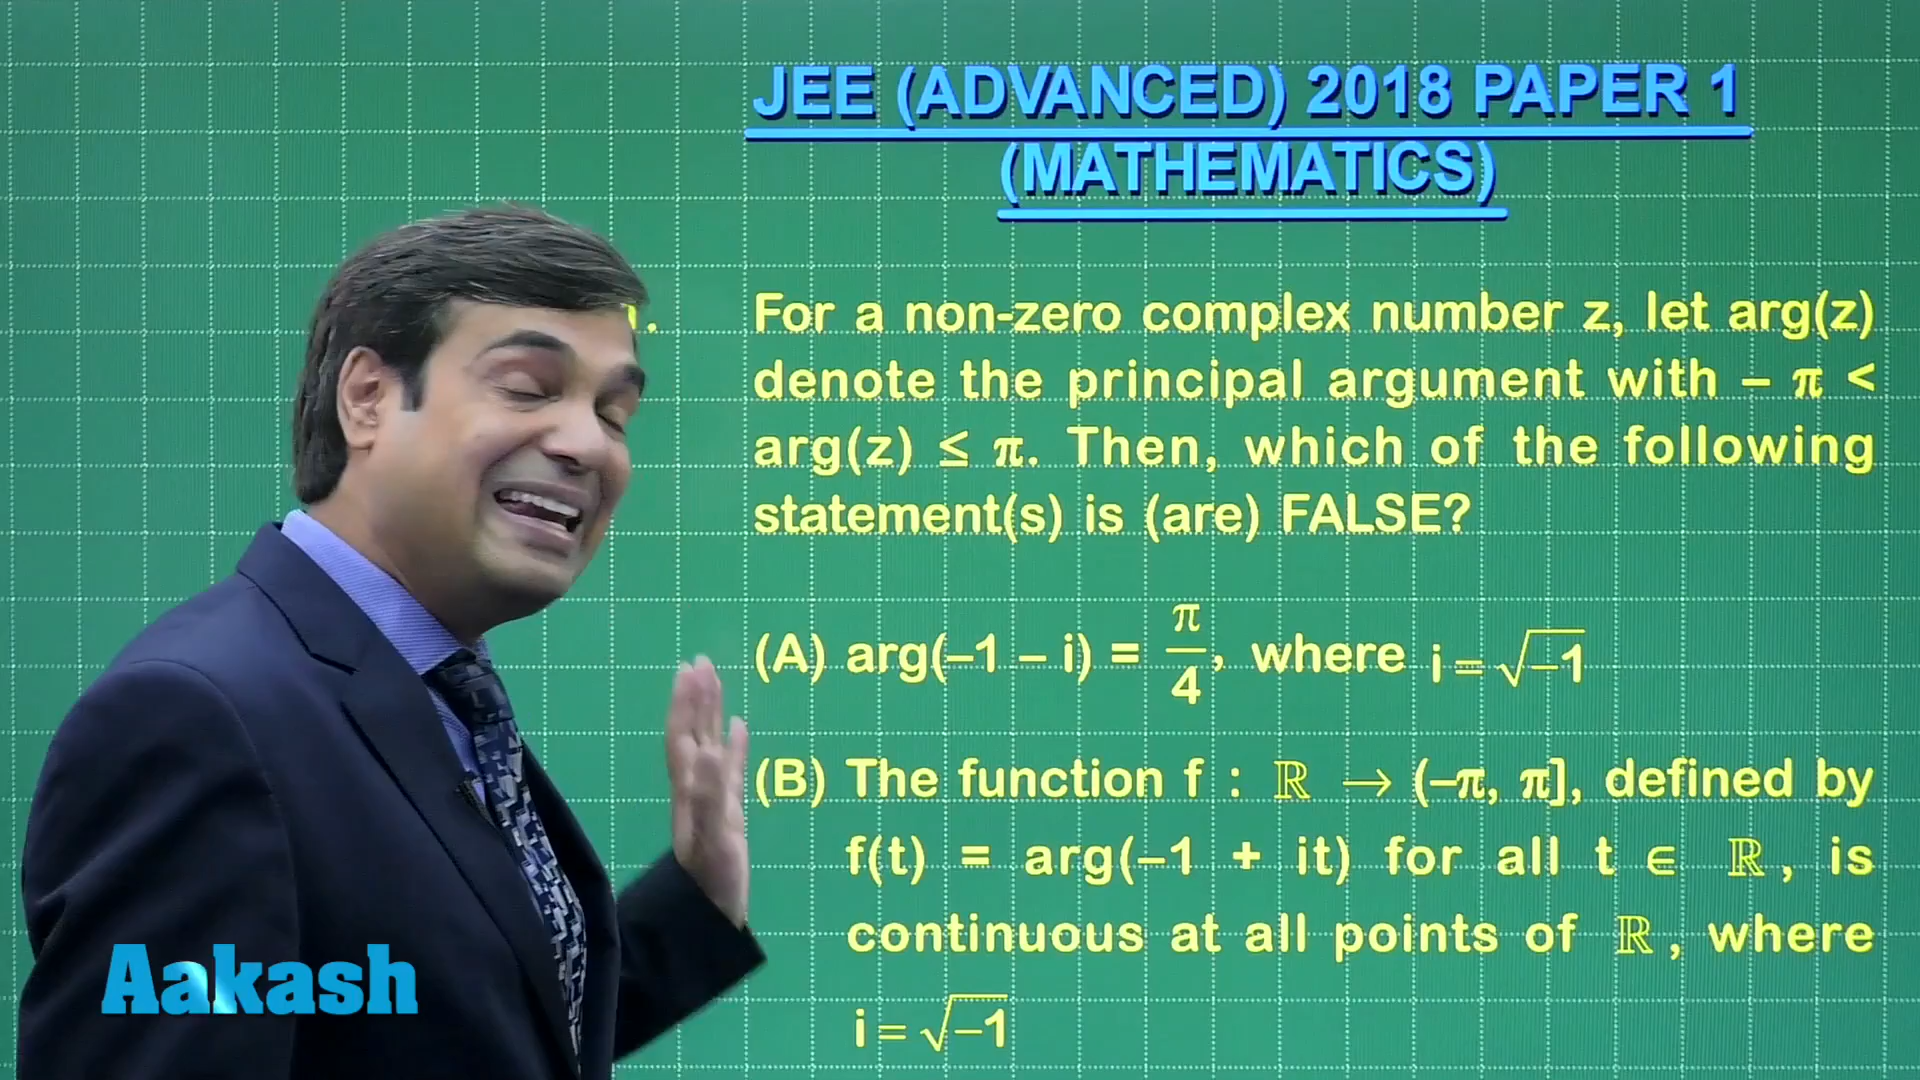 JEE (ADVANCED) 2018 PAPER 1
(MATHEMATICS)
For a non-zero complex number z, let arg(z)
denote the principal argument with – π <
arg(z) ≤ π. Then, which of the following
statement(s) is (are) FALSE?
(A) arg(–1 – i) = π/4, where i = √–1
(B) The function f : ℝ → (–π, π], defined by
f(t) = arg(–1 + it) for all t ∈ ℝ, is
continuous at all points of ℝ, where
i = √–1
Aakash